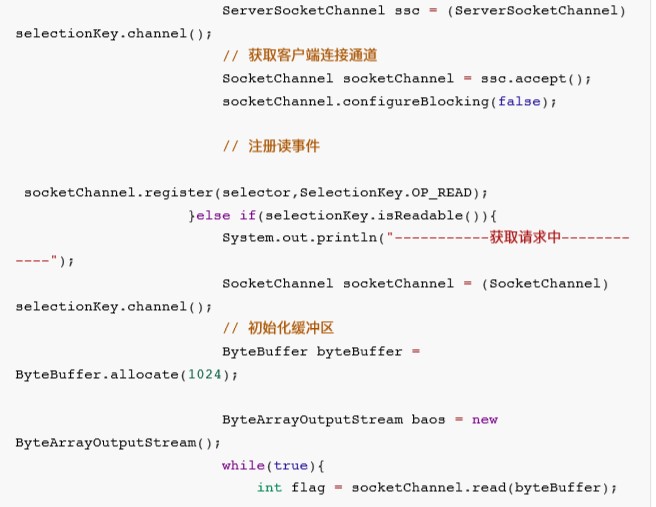 ServerSocketChannel ssc = (ServerSocketChannel)
selectionKey.channel();
// 获取客户端连接通道
SocketChannel socketChannel = ssc.accept();
socketChannel.configureBlocking(false);
// 注册读事件
socketChannel.register(selector,SelectionKey.OP_READ);
}else if(selectionKey.isReadable()){
System.out.println("-----------获取请求中--------
----");
SocketChannel socketChannel = (SocketChannel)
selectionKey.channel();
// 初始化缓冲区
ByteBuffer byteBuffer =
ByteBuffer.allocate(1024);
ByteArrayOutputStream baos = new
ByteArrayOutputStream();
while(true){
int flag = socketChannel.read(byteBuffer);